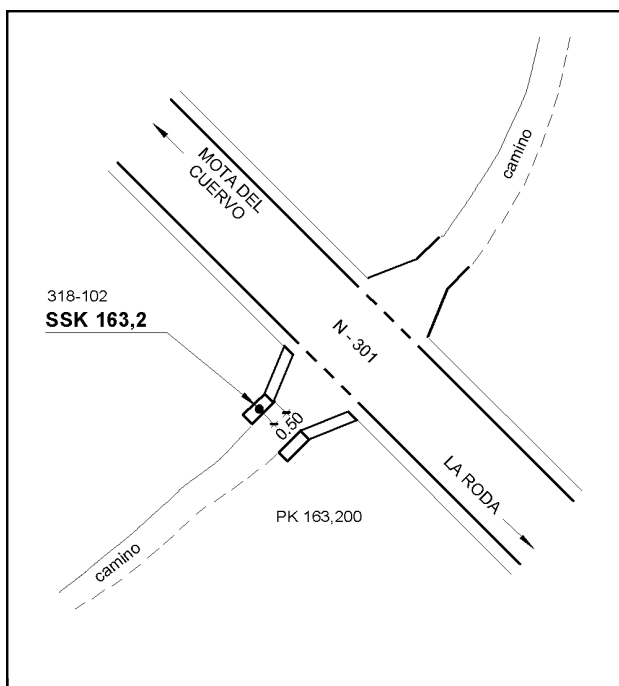 camino
MOTA DEL
CUERVO
318-102
SSK 163,2
N - 301
0.50
LA RODA
PK 163,200
camino